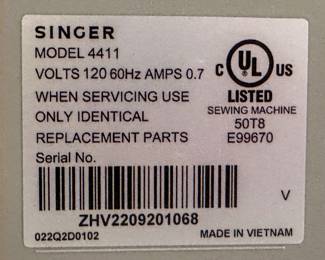 SINGER
MODEL 4411
VOLTS 120 60Hz AMPS 0.7
WHEN SERVICING USE
ONLY IDENTICAL
REPLACEMENT PARTS
Serial No.
C UL US
LISTED
SEWING MACHINE
50T8
E99670
V
ZHV2209201068
022Q2D0102
MADE IN VIETNAM